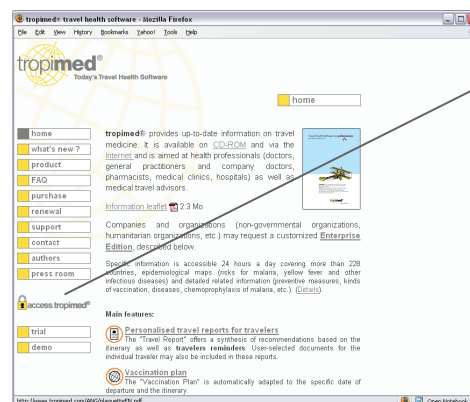 tropimed® travel health software - Mozilla Firefox
File Edit View History Bookmarks Yahoo! Tools Help
tropimed®
Today's Travel Health Software
home
home
what's new ?
product
FAQ
purchase
renewal
support
contact
authors
press room
access tropimed®
trial
demo
tropimed® provides up-to-date information on travel
medicine. It is available on CD-ROM and via the
Internet and is aimed at health professionals (doctors,
general practitioners and company doctors,
pharmacists, medical clinics, hospitals) as well as
medical travel advisors.
Information leaflet 2.3 Mo
Companies and organizations (non-governmental organizations,
humanitarian organizations, etc.) may request a customized Enterprise
Edition, described below.
Specific information is accessible 24 hours a day covering more than 228
countries, epidemiological maps (risks for malaria, yellow fever and other
infectious diseases) and detailed related information (preventive measures, kinds
of vaccination, diseases, chemoprophylaxis of malaria, etc.). (Details).
Main features:
Personalised travel reports for travelers
The "Travel Report" offers a synthesis of recommendations based on the
itinerary as well as travelers reminders. User-selected documents for the
individual traveler may also be included in these reports.
Vaccination plan
The "Vaccination Plan" is automatically adapted to the specific date of
departure and the itinerary.
Open Notebook